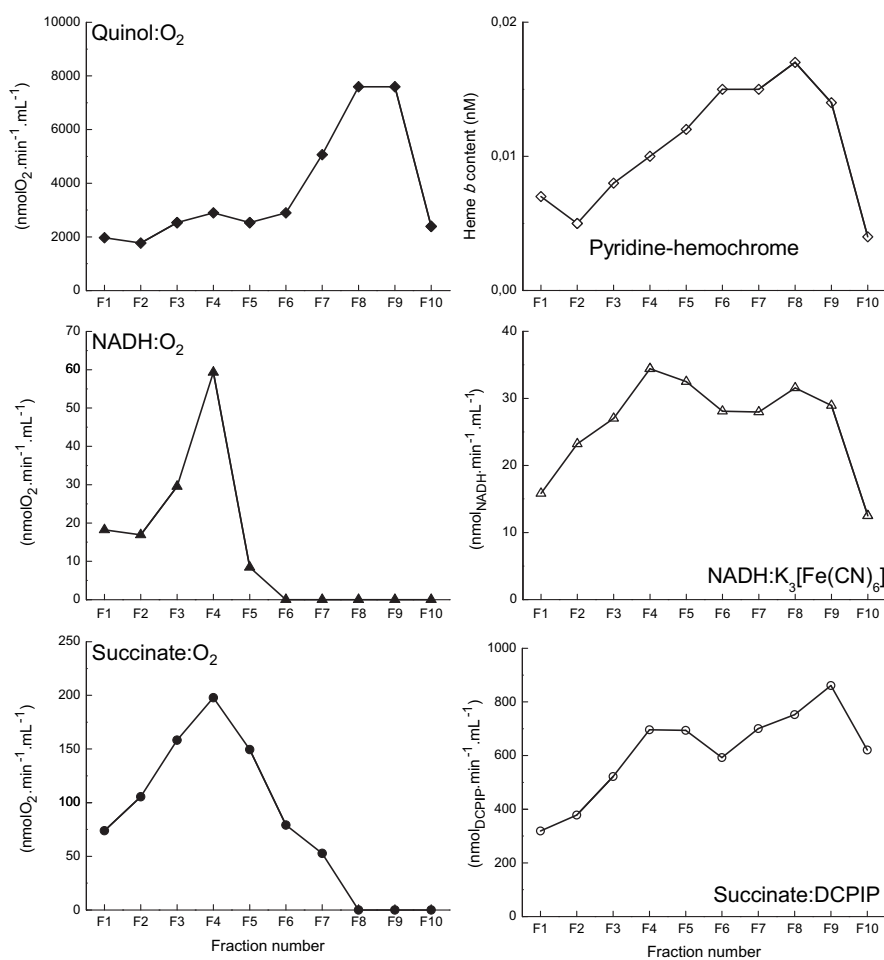 Quinol:O2
(nmolO2.min-1.mL-1)
10000
8000
6000
4000
2000
0
F1 F2 F3 F4 F5 F6 F7 F8 F9 F10
Heme b content (nM)
0,02
0,01
0,00
Pyridine-hemochrome
F1 F2 F3 F4 F5 F6 F7 F8 F9 F10
NADH:O2
(nmolO2.min-1.mL-1)
70
60
50
40
30
20
10
0
F1 F2 F3 F4 F5 F6 F7 F8 F9 F10
(nmolNADH.min-1.mL-1)
40
30
20
10
0
NADH:K3[Fe(CN)6]
F1 F2 F3 F4 F5 F6 F7 F8 F9 F10
Succinate:O2
(nmolO2.min-1.mL-1)
250
200
150
100
50
0
F1 F2 F3 F4 F5 F6 F7 F8 F9 F10
Fraction number
(nmolDCPIP.min-1.mL-1)
1000
800
600
400
200
0
Succinate:DCPIP
F1 F2 F3 F4 F5 F6 F7 F8 F9 F10
Fraction number